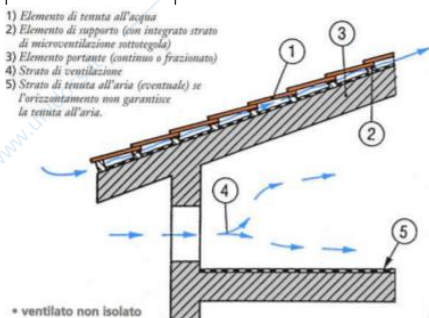 1) Elemento di tenuta all'acqua
2) Elemento di supporto (con integrato strato
di microventilazione sottotegola)
3) Elemento portante (continuo o frazionato)
4) Strato di ventilazione
5) Strato di tenuta all'aria (eventuale) se
l'orizzontamento non garantisce
la tenuta all'aria.
1
3
2
4
5
• ventilato non isolato